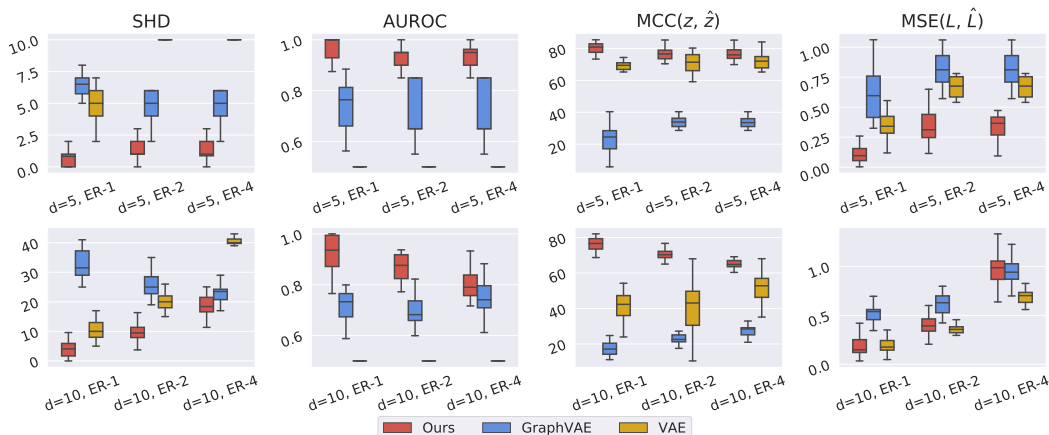 SHD
AUROC
MCC(z, ẑ)
MSE(L, L̂)
10.0
7.5
5.0
2.5
0.0
d=5, ER-1
d=5, ER-2
d=5, ER-4
1.0
0.8
0.6
d=5, ER-1
d=5, ER-2
d=5, ER-4
80
60
40
20
d=5, ER-1
d=5, ER-2
d=5, ER-4
1.00
0.75
0.50
0.25
0.00
d=5, ER-1
d=5, ER-2
d=5, ER-4
40
30
20
10
0
d=10, ER-1
d=10, ER-2
d=10, ER-4
1.0
0.8
0.6
d=10, ER-1
d=10, ER-2
d=10, ER-4
80
60
40
20
d=10, ER-1
d=10, ER-2
d=10, ER-4
1.0
0.5
0.0
d=10, ER-1
d=10, ER-2
d=10, ER-4
Ours GraphVAE VAE